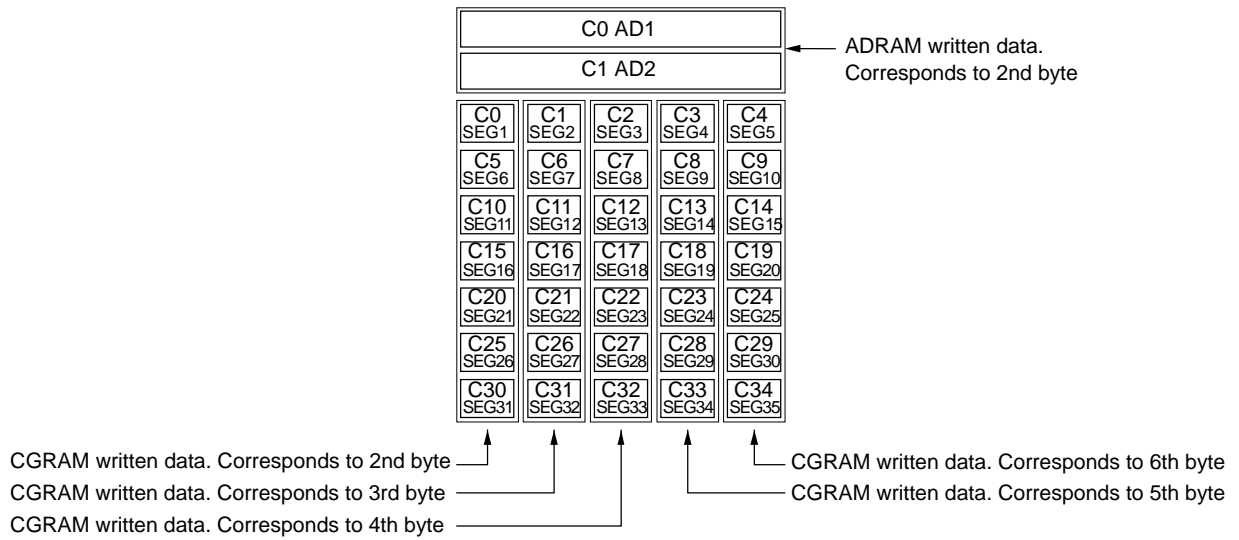 C0 AD1
C1 AD2
ADRAM written data.
Corresponds to 2nd byte
C0 C1 C2 C3 C4
SEG1 SEG2 SEG3 SEG4 SEG5
C5 C6 C7 C8 C9
SEG6 SEG7 SEG8 SEG9 SEG10
C10 C11 C12 C13 C14
SEG11 SEG12 SEG13 SEG14 SEG15
C15 C16 C17 C18 C19
SEG16 SEG17 SEG18 SEG19 SEG20
C20 C21 C22 C23 C24
SEG21 SEG22 SEG23 SEG24 SEG25
C25 C26 C27 C28 C29
SEG26 SEG27 SEG28 SEG29 SEG30
C30 C31 C32 C33 C34
SEG31 SEG32 SEG33 SEG34 SEG35
CGRAM written data. Corresponds to 2nd byte
CGRAM written data. Corresponds to 3rd byte
CGRAM written data. Corresponds to 4th byte
CGRAM written data. Corresponds to 6th byte
CGRAM written data. Corresponds to 5th byte